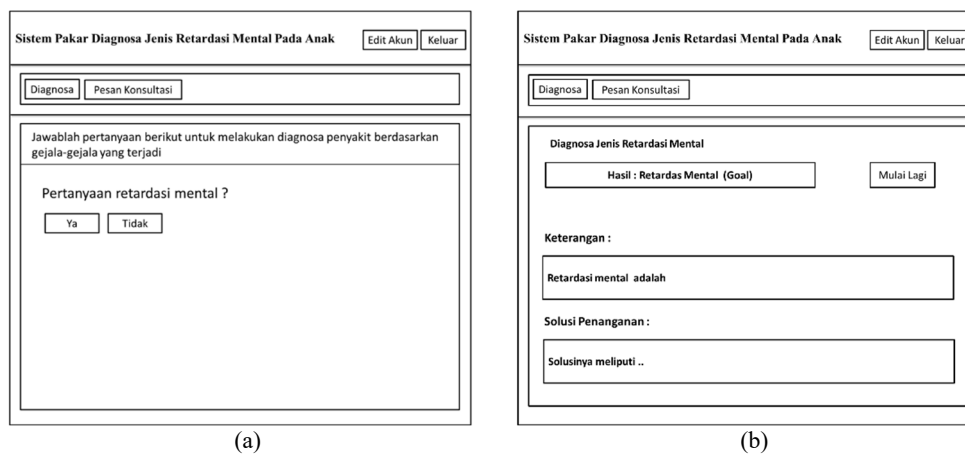 Sistem Pakar Diagnosa Jenis Retardasi Mental Pada Anak Edit Akun Keluar
Diagnosa Pesan Konsultasi
Jawablah pertanyaan berikut untuk melakukan diagnosa penyakit berdasarkan
gejala-gejala yang terjadi
Pertanyaan retardasi mental ?
Ya Tidak
(a)
Sistem Pakar Diagnosa Jenis Retardasi Mental Pada Anak Edit Akun Keluar
Diagnosa Pesan Konsultasi
Diagnosa Jenis Retardasi Mental
Hasil : Retardas Mental (Goal) Mulai Lagi
Keterangan :
Retardasi mental adalah
Solusi Penanganan :
Solusinya meliputi ..
(b)